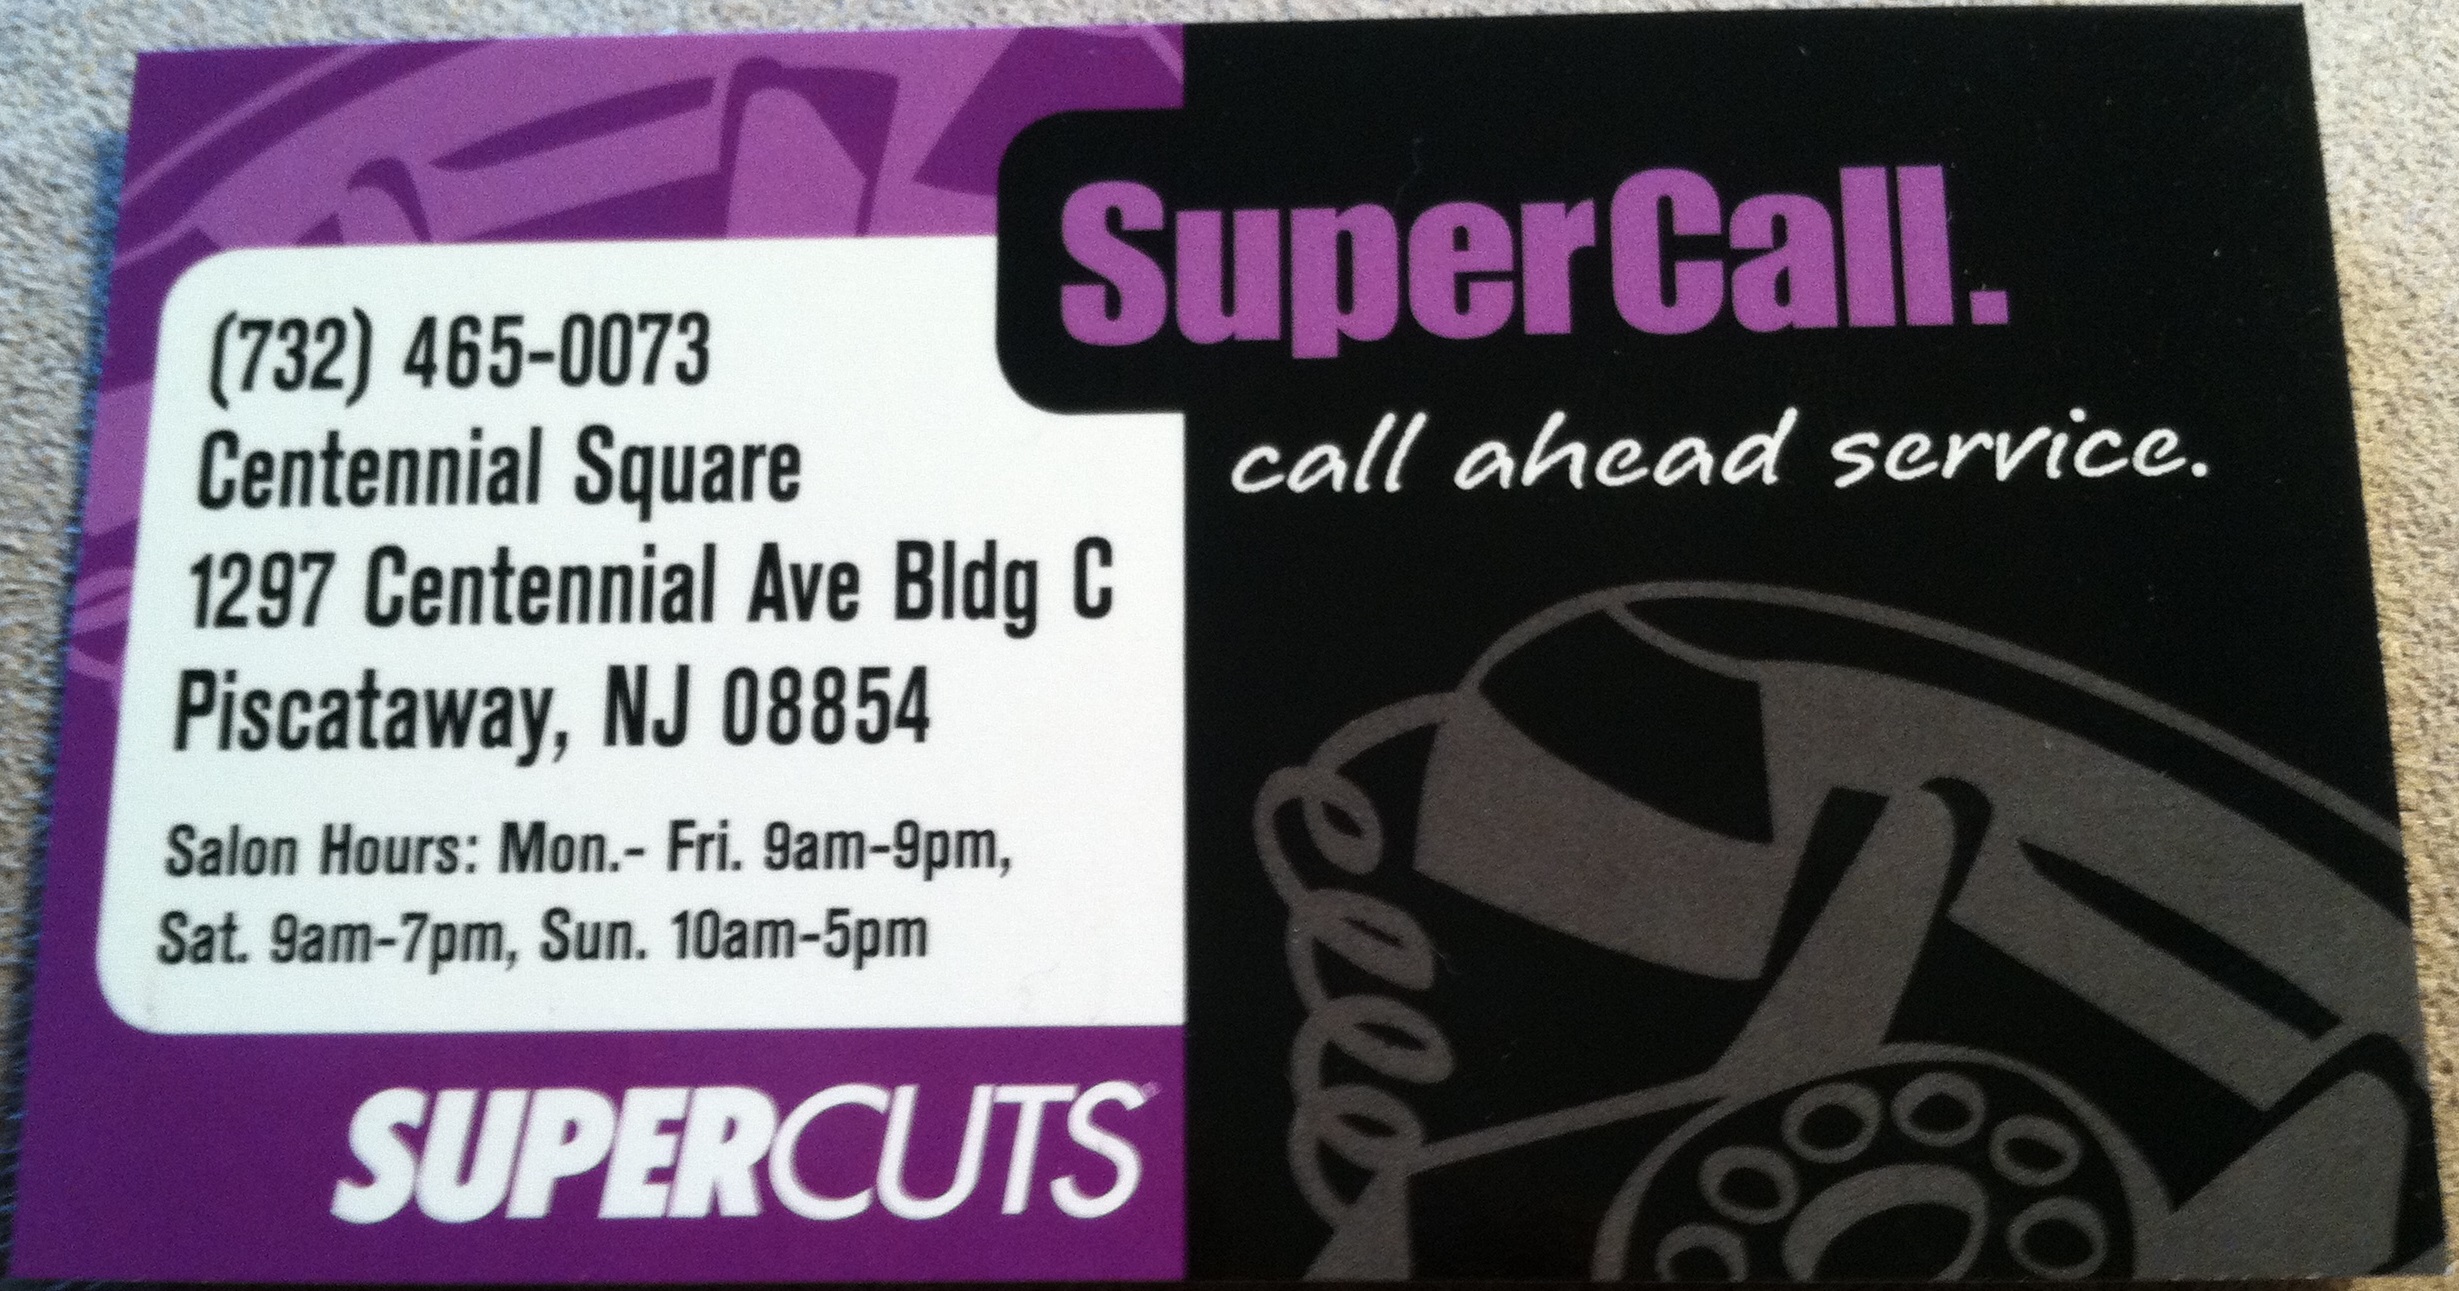 SuperCall.
call ahead service.
(732) 465-0073
Centennial Square
1297 Centennial Ave Bldg C
Piscataway, NJ 08854
Salon Hours: Mon.- Fri. 9am-9pm,
Sat. 9am-7pm, Sun. 10am-5pm
SUPERCUTS